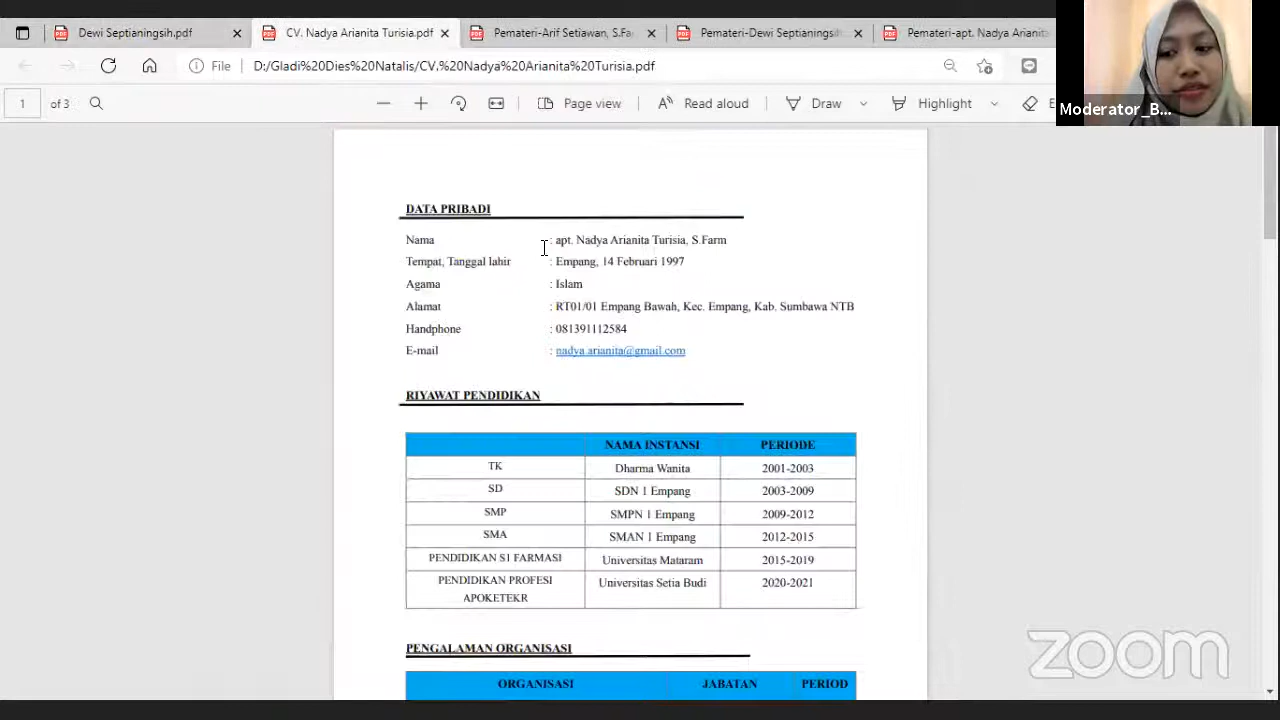 Dewi Septianingsih.pdf
CV. Nadya Arianita Turisia.pdf
Pemateri-Arif Setiawan, S.Fa
Pemateri-Dewi Septianingsih
Pemateri-apt. Nadya Arianita
File
D:/Gladi%20Dies%20Natalis/CV.%20Nadya%20Arianita%20Turisia.pdf
1 of 3
Page view
Read aloud
Draw
Highlight
E
Moderator_B...
DATA PRIBADI
Nama : apt. Nadya Arianita Turisia, S.Farm
Tempat, Tanggal lahir : Empang, 14 Februari 1997
Agama : Islam
Alamat : RT01/01 Empang Bawah, Kec. Empang, Kab. Sumbawa NTB
Handphone : 081391112584
E-mail : nadya.arianita@gmail.com
RIYAWAT PENDIDIKAN
NAMA INSTANSI PERIODE
TK Dharma Wanita 2001-2003
SD SDN 1 Empang 2003-2009
SMP SMPN 1 Empang 2009-2012
SMA SMAN 1 Empang 2012-2015
PENDIDIKAN S1 FARMASI Universitas Mataram 2015-2019
PENDIDIKAN PROFESI APOKETEKR Universitas Setia Budi 2020-2021
PENGALAMAN ORGANISASI
ORGANISASI JABATAN PERIOD
zoom